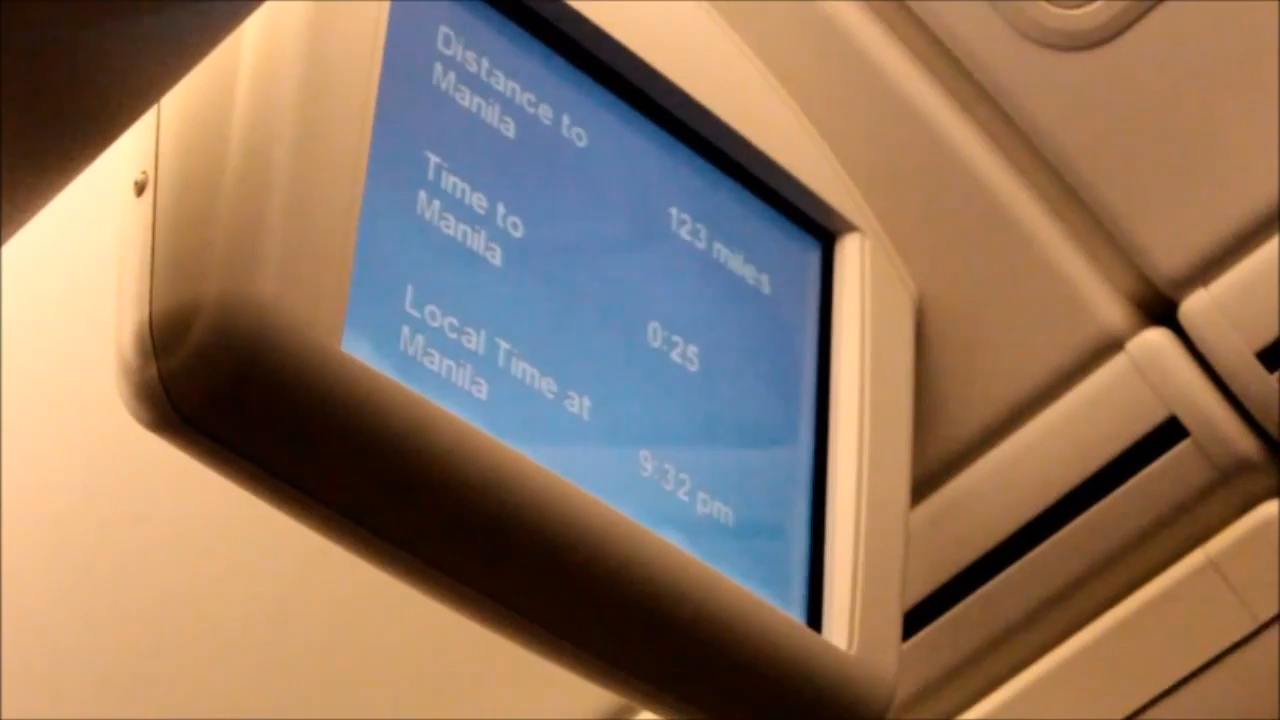 Distance to
Manila
123 miles
Time to
Manila
0:25
Local Time at
Manila
9:32 pm